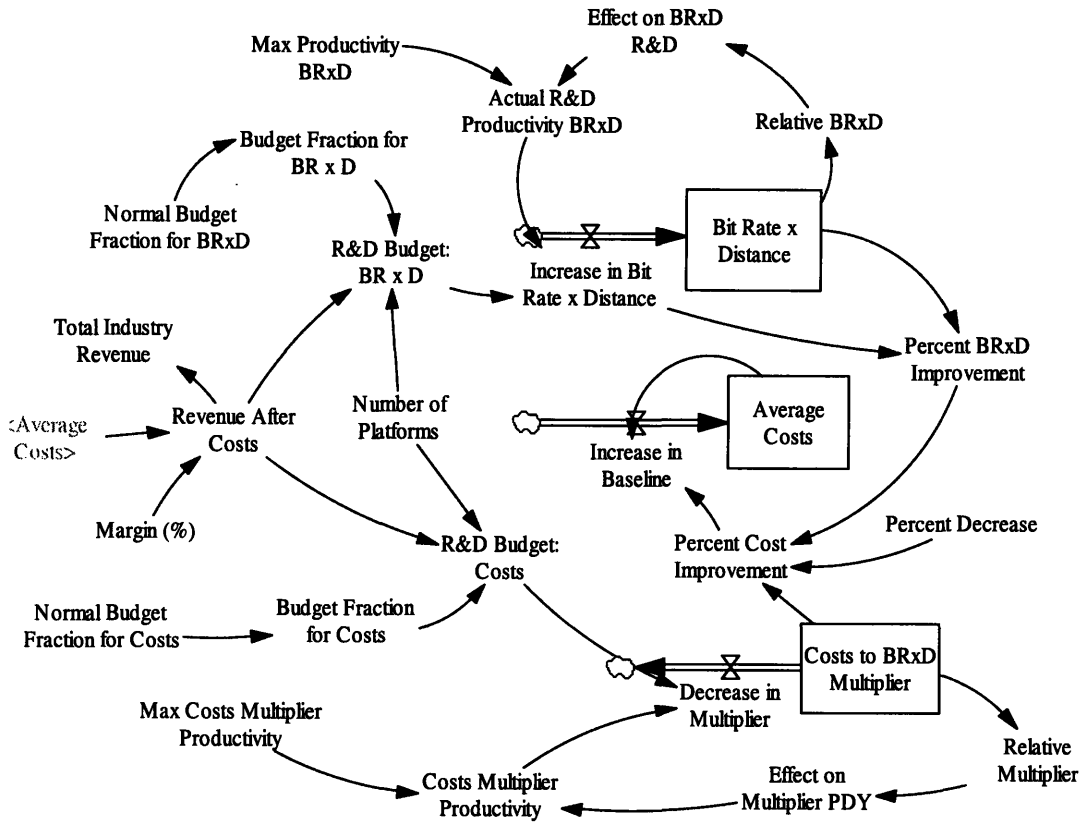 Effect on BRxD
R&D
Max Productivity
BRxD
Actual R&D
Productivity BRxD
Relative BRxD
Budget Fraction for
BR x D
Normal Budget
Fraction for BRxD
Bit Rate x
Distance
R&D Budget:
BR x D
Increase in Bit
Rate x Distance
Total Industry
Revenue
Percent BRxD
Improvement
Revenue After
Costs
Number of
Platforms
Average
Costs
<Average
Costs>
Increase in
Baseline
Margin (%)
R&D Budget:
Costs
Percent Cost
Improvement
Percent Decrease
Normal Budget
Fraction for Costs
Budget Fraction
for Costs
Costs to BRxD
Multiplier
Decrease in
Multiplier
Max Costs Multiplier
Productivity
Relative
Multiplier
Costs Multiplier
Productivity
Effect on
Multiplier PDY